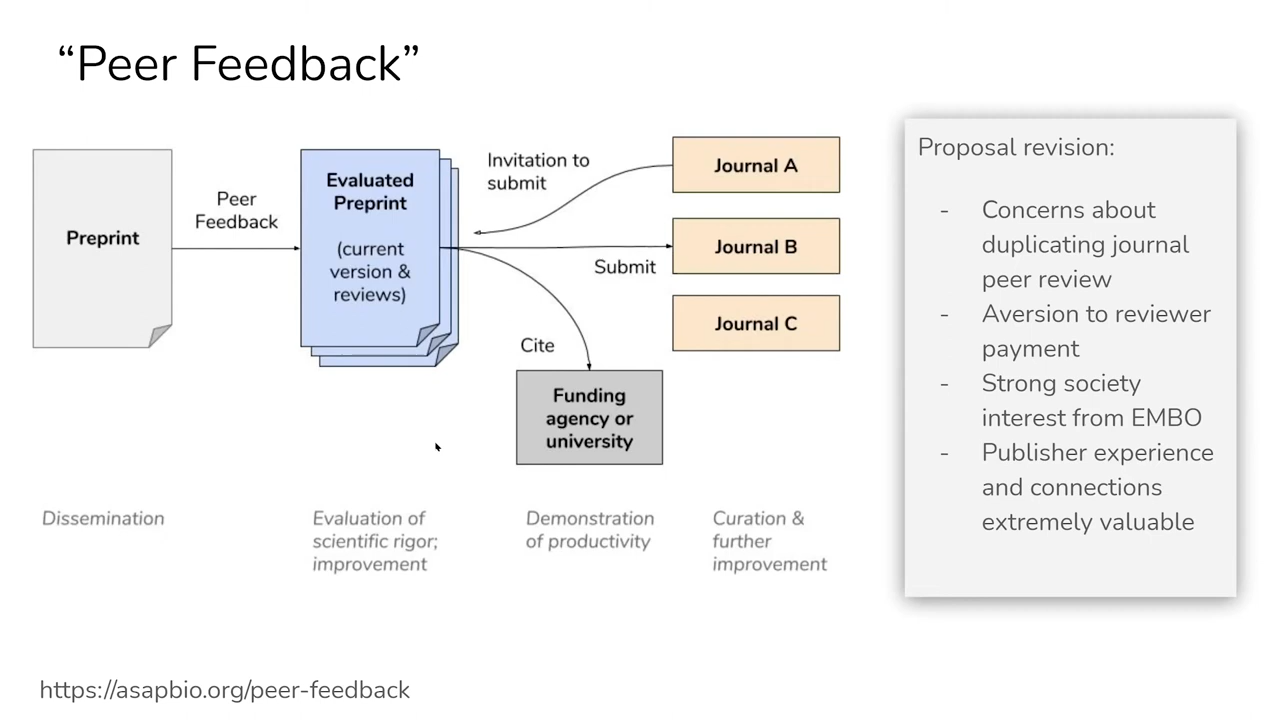 “Peer Feedback”
Preprint
Peer
Feedback
Evaluated
Preprint
(current
version &
reviews)
Invitation to
submit
Submit
Cite
Journal A
Journal B
Journal C
Funding
agency or
university
Dissemination
Evaluation of
scientific rigor;
improvement
Demonstration
of productivity
Curation &
further
improvement
Proposal revision:
- Concerns about
duplicating journal
peer review
- Aversion to reviewer
payment
- Strong society
interest from EMBO
- Publisher experience
and connections
extremely valuable
https://asapbio.org/peer-feedback